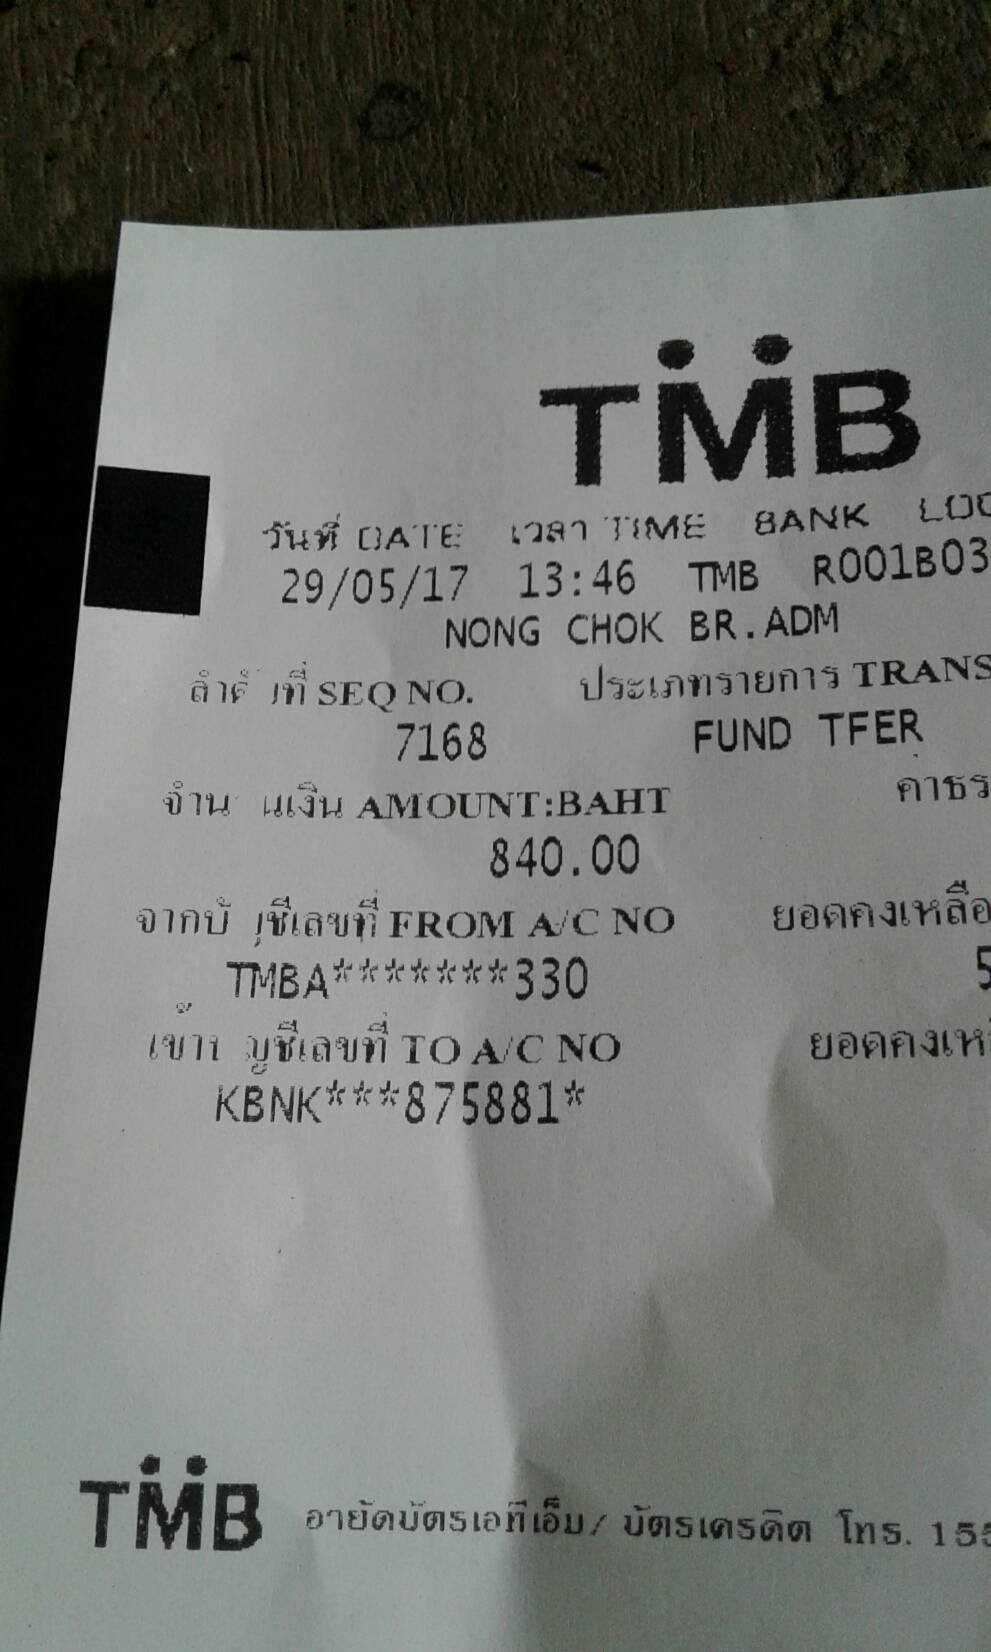 TMB
วันที่ DATE เวลา TIME BANK LOC
29/05/17 13:46 TMB R001B03
NONG CHOK BR.ADM
ลำดั ที่ SEQ NO. ประเภทรายการ TRANS
7168 FUND TFER
จำน นเงิน AMOUNT:BAHT ค่าธร
840.00
จากบั ชีเลขที่ FROM A/C NO ยอดคงเหลือ
TMBA*******330 5
เข้า ญชีเลขที่ TO A/C NO ยอดคงเห
KBNK***875881*
TMB อายัดบัตรเอทีเอ็ม/ บัตรเครดิต โทร. 155